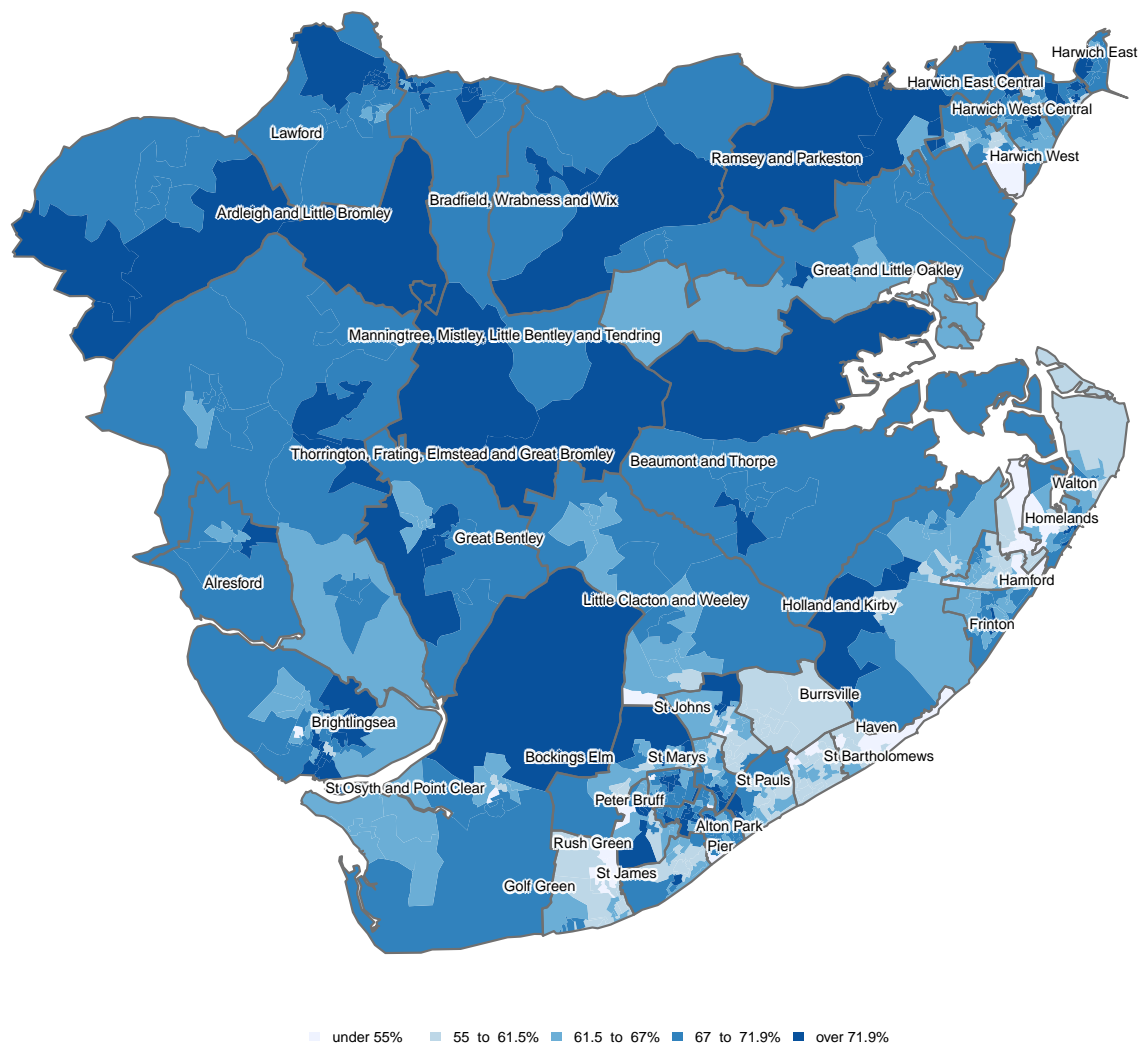 Harwich East
Harwich East Central
Harwich West Central
Lawford
Harwich West
Ramsey and Parkeston
Bradfield, Wrabness and Wix
Ardleigh and Little Bromley
Great and Little Oakley
Manningtree, Mistley, Little Bentley and Tendring
Thorrington, Frating, Elmstead and Great Bromley
Beaumont and Thorpe
Walton
Homelands
Great Bentley
Hamford
Alresford
Little Clacton and Weeley
Holland and Kirby
Frinton
Burrsville
St Johns
Brightlingsea
Haven
Bockings Elm
St Marys
St Bartholomews
St Pauls
St Osyth and Point Clear
Peter Bruff
Alton Park
Rush Green
Pier
St James
Golf Green
under 55% 55 to 61.5% 61.5 to 67% 67 to 71.9% over 71.9%